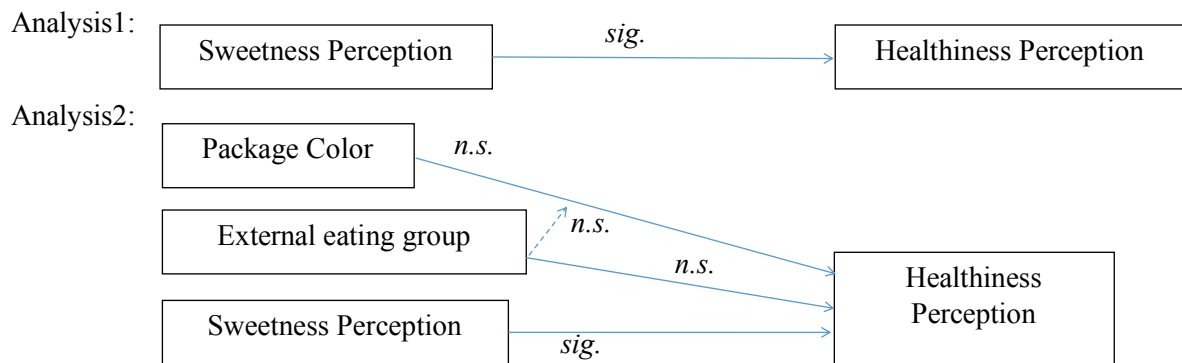 Analysis1:
Sweetness Perception
sig.
Healthiness Perception
Analysis2:
Package Color
n.s.
External eating group
n.s.
n.s.
Healthiness
Perception
Sweetness Perception
sig.